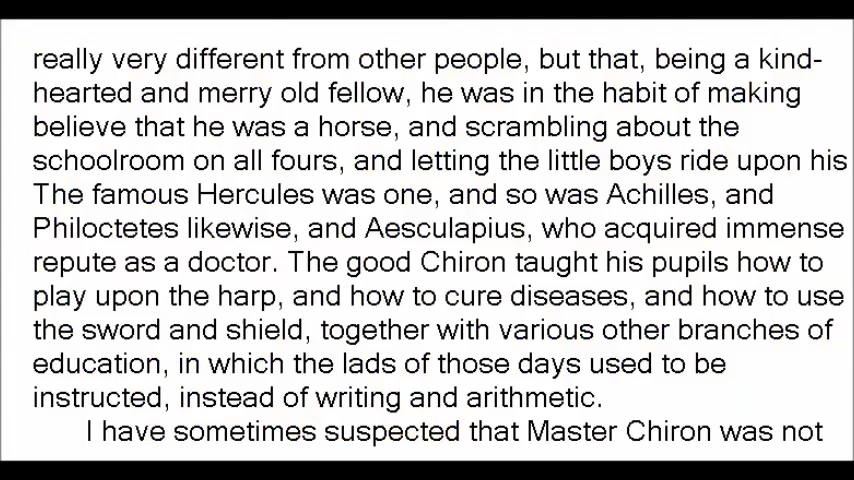 really very different from other people, but that, being a kind-
hearted and merry old fellow, he was in the habit of making
believe that he was a horse, and scrambling about the
schoolroom on all fours, and letting the little boys ride upon his
The famous Hercules was one, and so was Achilles, and
Philoctetes likewise, and Aesculapius, who acquired immense
repute as a doctor. The good Chiron taught his pupils how to
play upon the harp, and how to cure diseases, and how to use
the sword and shield, together with various other branches of
education, in which the lads of those days used to be
instructed, instead of writing and arithmetic.
I have sometimes suspected that Master Chiron was not